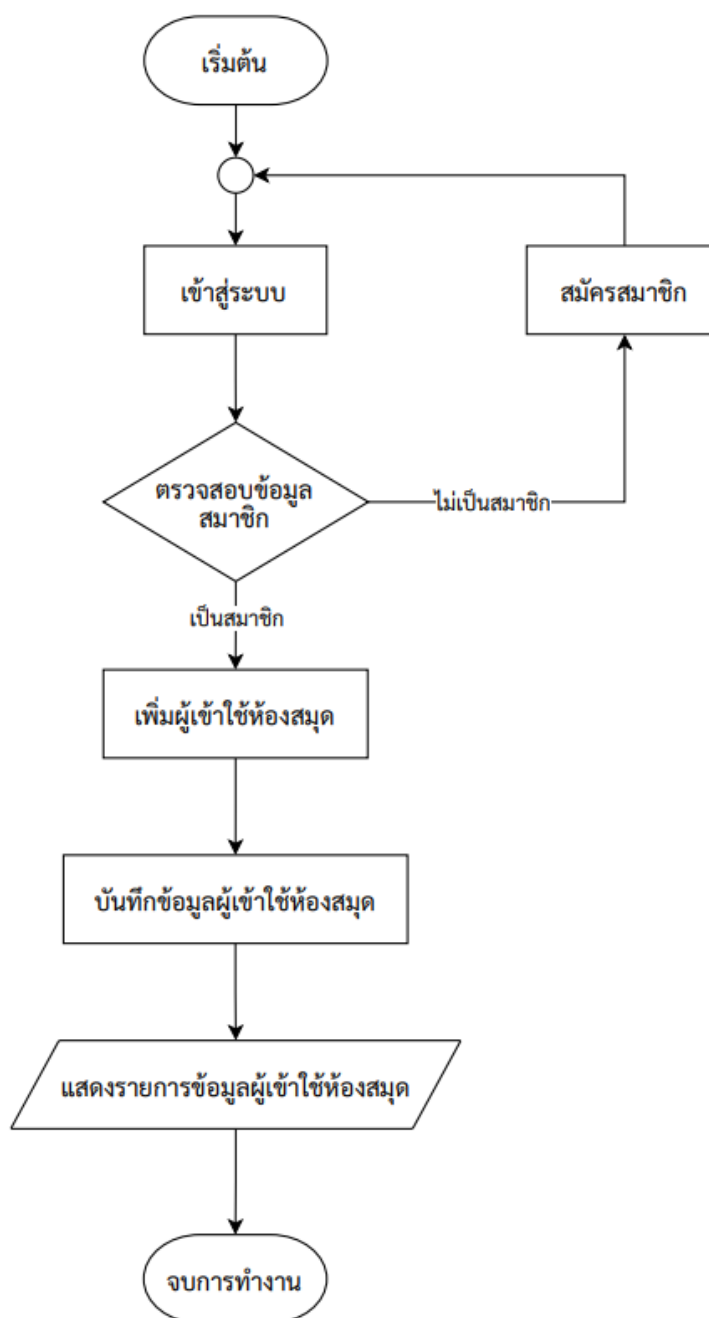 เริ่มต้น
เข้าสู่ระบบ
สมัครสมาชิก
ตรวจสอบข้อมูล
สมาชิก
ไม่เป็นสมาชิก
เป็นสมาชิก
เพิ่มผู้เข้าใช้ห้องสมุด
บันทึกข้อมูลผู้เข้าใช้ห้องสมุด
แสดงรายการข้อมูลผู้เข้าใช้ห้องสมุด
จบการทำงาน